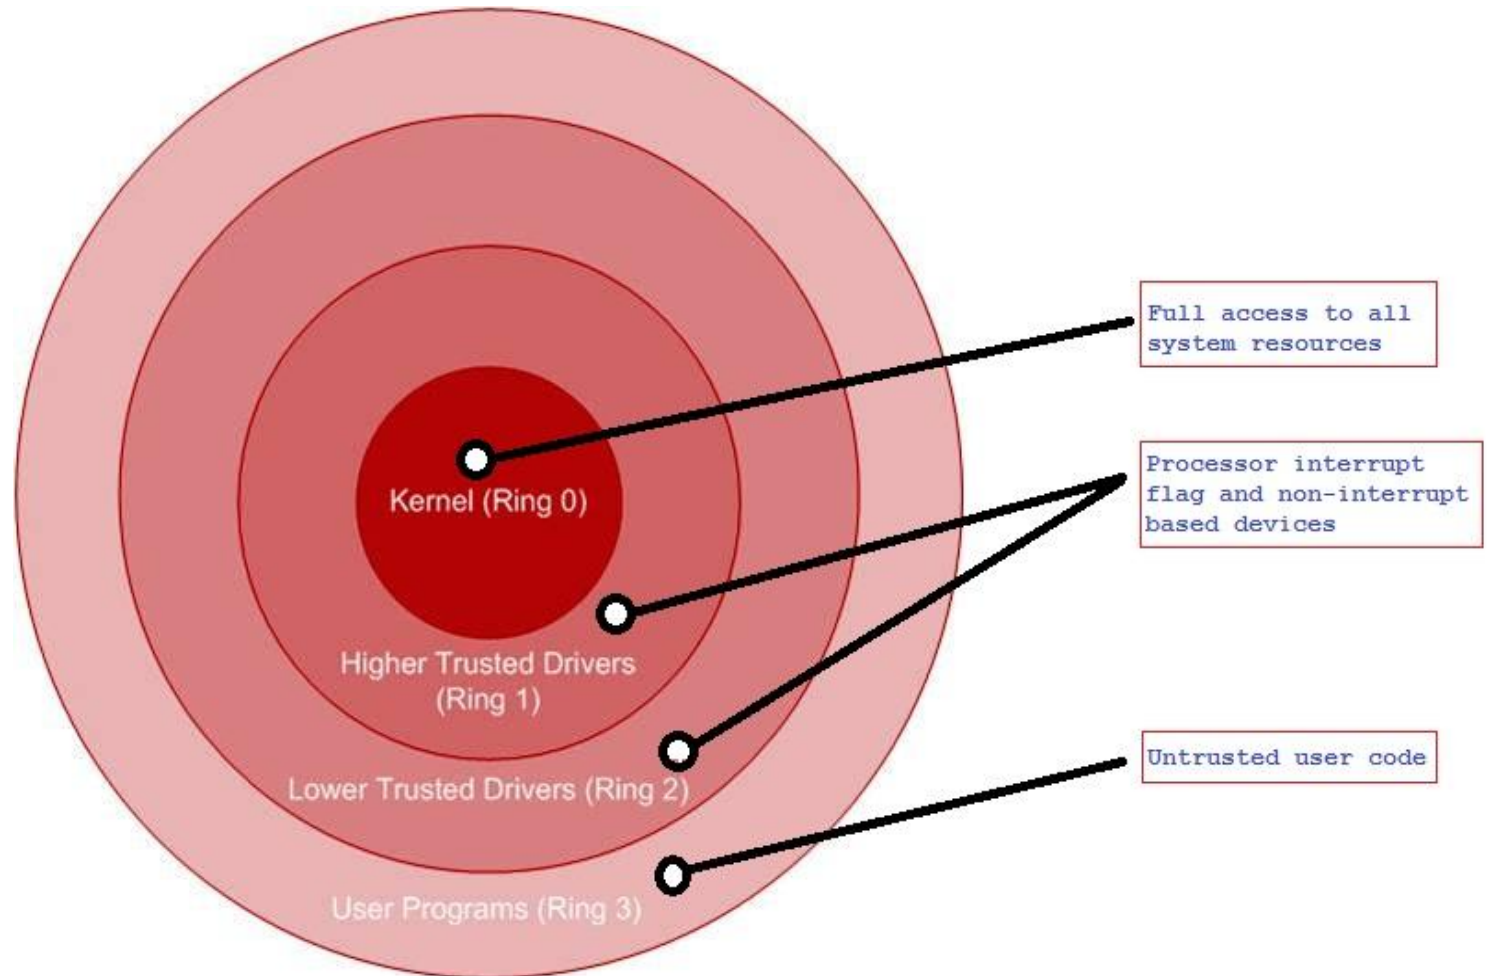 Full access to all
system resources
Kernel (Ring 0)
Processor interrupt
flag and non-interrupt
based devices
Higher Trusted Drivers
(Ring 1)
Lower Trusted Drivers (Ring 2)
Untrusted user code
User Programs (Ring 3)